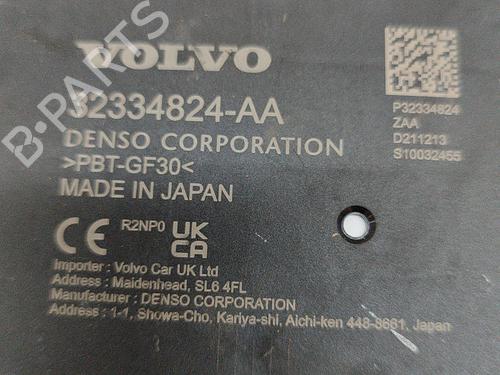 VOLVO
32334824-AA
DENSO CORPORATION
>PBT-GF30<
MADE IN JAPAN
P32334824
ZAA
D211213
S10032455
CE R2NP0 UK
CA
Importer : Volvo Car UK Ltd
Address : Maidenhead, SL6 4FL
Manufacturer : DENSO CORPORATION
Address : 1-1, Showa-Cho, Kariya-shi, Aichi-ken 448-8661, Japan
B-PARTS